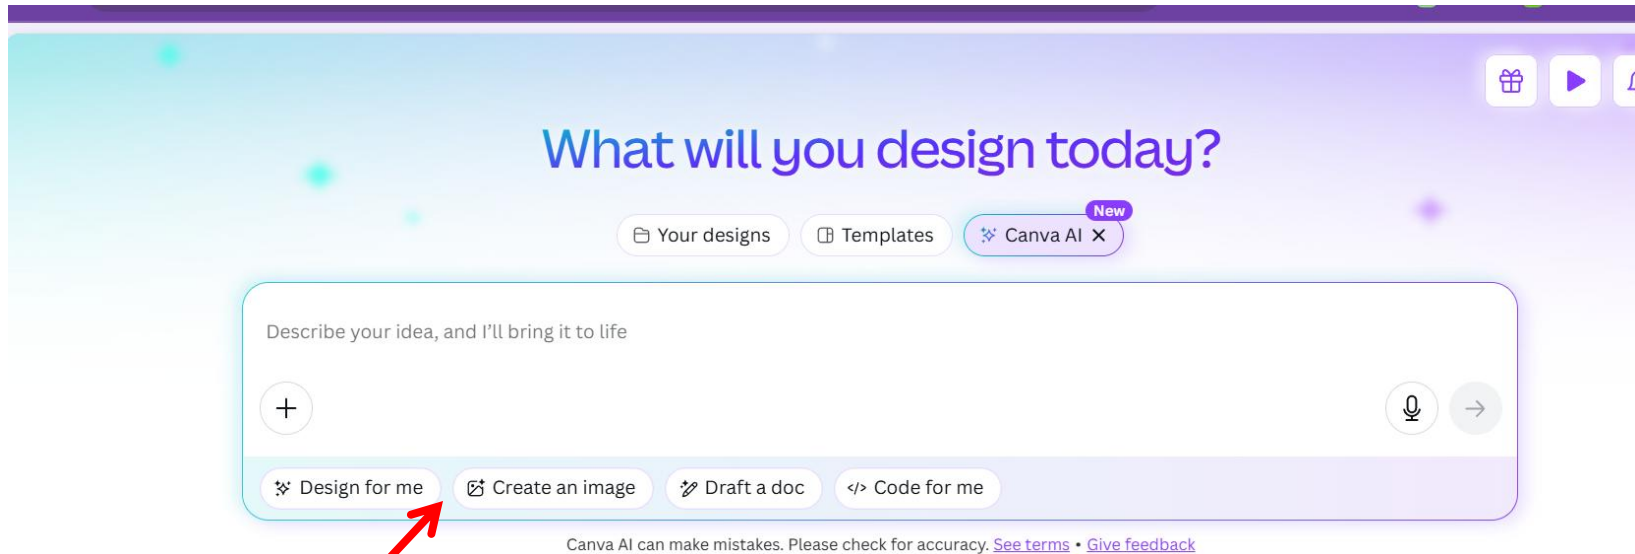 What will you design today?
New
Your designs Templates Canva AI
Describe your idea, and I’ll bring it to life
Design for me Create an image Draft a doc Code for me
Canva AI can make mistakes. Please check for accuracy. See terms • Give feedback